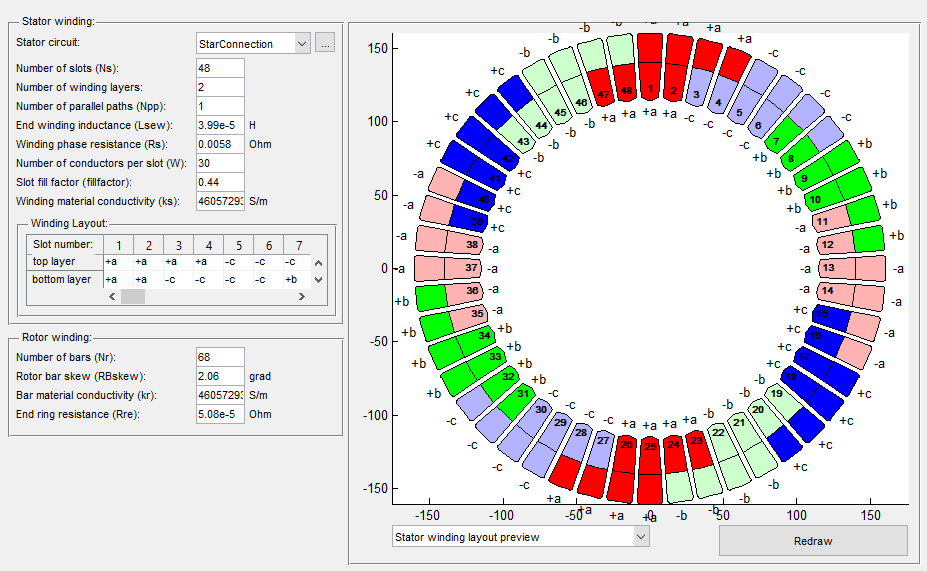 Stator winding:
Stator circuit: StarConnection ...
Number of slots (Ns): 48
Number of winding layers: 2
Number of parallel paths (Npp): 1
End winding inductance (Lsew): 3.99e-5 H
Winding phase resistance (Rs): 0.0058 Ohm
Number of conductors per slot (W): 30
Slot fill factor (fillfactor): 0.44
Winding material conductivity (ks): 46057293 S/m
Winding Layout:
Slot number: 1 2 3 4 5 6 7
top layer +a +a +a +a -c -c -c
bottom layer +a +a -c -c -c -c +b
Rotor winding:
Number of bars (Nr): 68
Rotor bar skew (RBskew): 2.06 grad
Bar material conductivity (kr): 46057293 S/m
End ring resistance (Rre): 5.08e-5 Ohm
150
100
50
0
-50
-100
-150
-150 -100 -50 0 50 100 150
+a +a +a +a -c -c -c -c +b +b +b +b -a -a -a -a +c +c +c +c -b -b -b -b +a +a +a +a -c -c -c -c +b +b +b +b -a -a -a -a +c +c +c +c -b -b -b -b
1 2 3 4 5 6 7 8 9 10 11 12 13 14 15 16 17 18 19 20 21 22 23 24 25 26 27 28 29 30 31 32 33 34 35 36 37 38 39 40 41 42 43 44 45 46 47 48
+a +a -c -c -c -c +b +b +b +b -a -a -a -a +c +c +c +c -b -b -b -b +a +a +a +a -c -c -c -c +b +b +b +b -a -a -a -a +c +c +c +c -b -b -b -b +a +a
Stator winding layout preview
Redraw